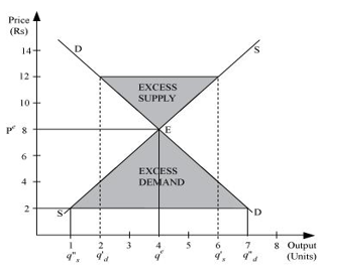 Price
(Rs)
D
S
14
12
EXCESS
SUPPLY
10
Pᵉ 8
E
6
EXCESS
DEMAND
4
2
S
D
1 2 3 4 5 6 7 8 Output
q"ₛ q'd qᵉ q'ₛ q"d (Units)